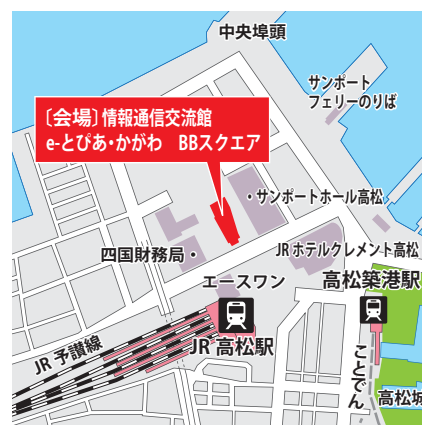 中央埠頭
サンポート
フェリーのりば
〔会場〕情報通信交流館
e-とぴあ・かがわ　BBスクエア
・サンポートホール高松
四国財務局・
JRホテルクレメント高松
エースワン
高松築港駅
JR予讃線
JR高松駅
ことでん
高松城